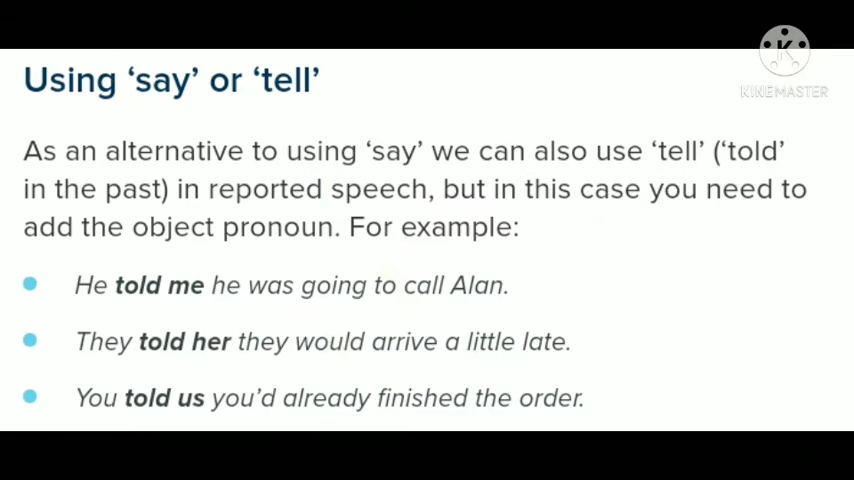 KINEMASTER
Using ‘say’ or ‘tell’
As an alternative to using ‘say’ we can also use ‘tell’ (‘told’
in the past) in reported speech, but in this case you need to
add the object pronoun. For example:
He told me he was going to call Alan.
They told her they would arrive a little late.
You told us you’d already finished the order.